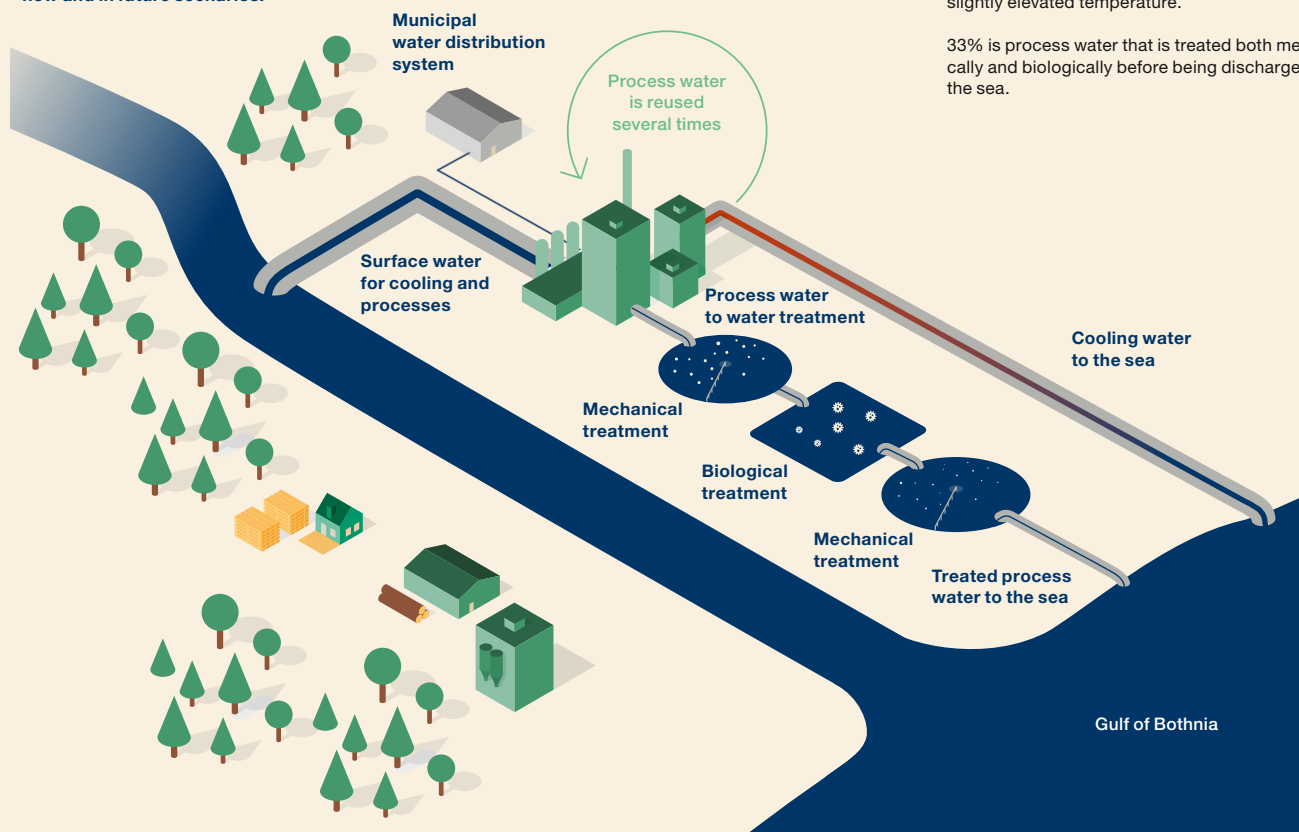 Municipal
water distribution
system
slightly elevated temperature.
33% is process water that is treated both me
cally and biologically before being discharge
the sea.
Process water
is reused
several times
Surface water
for cooling and
processes
Process water
to water treatment
Cooling water
to the sea
Mechanical
treatment
Biological
treatment
Mechanical
treatment
Treated process
water to the sea
Gulf of Bothnia